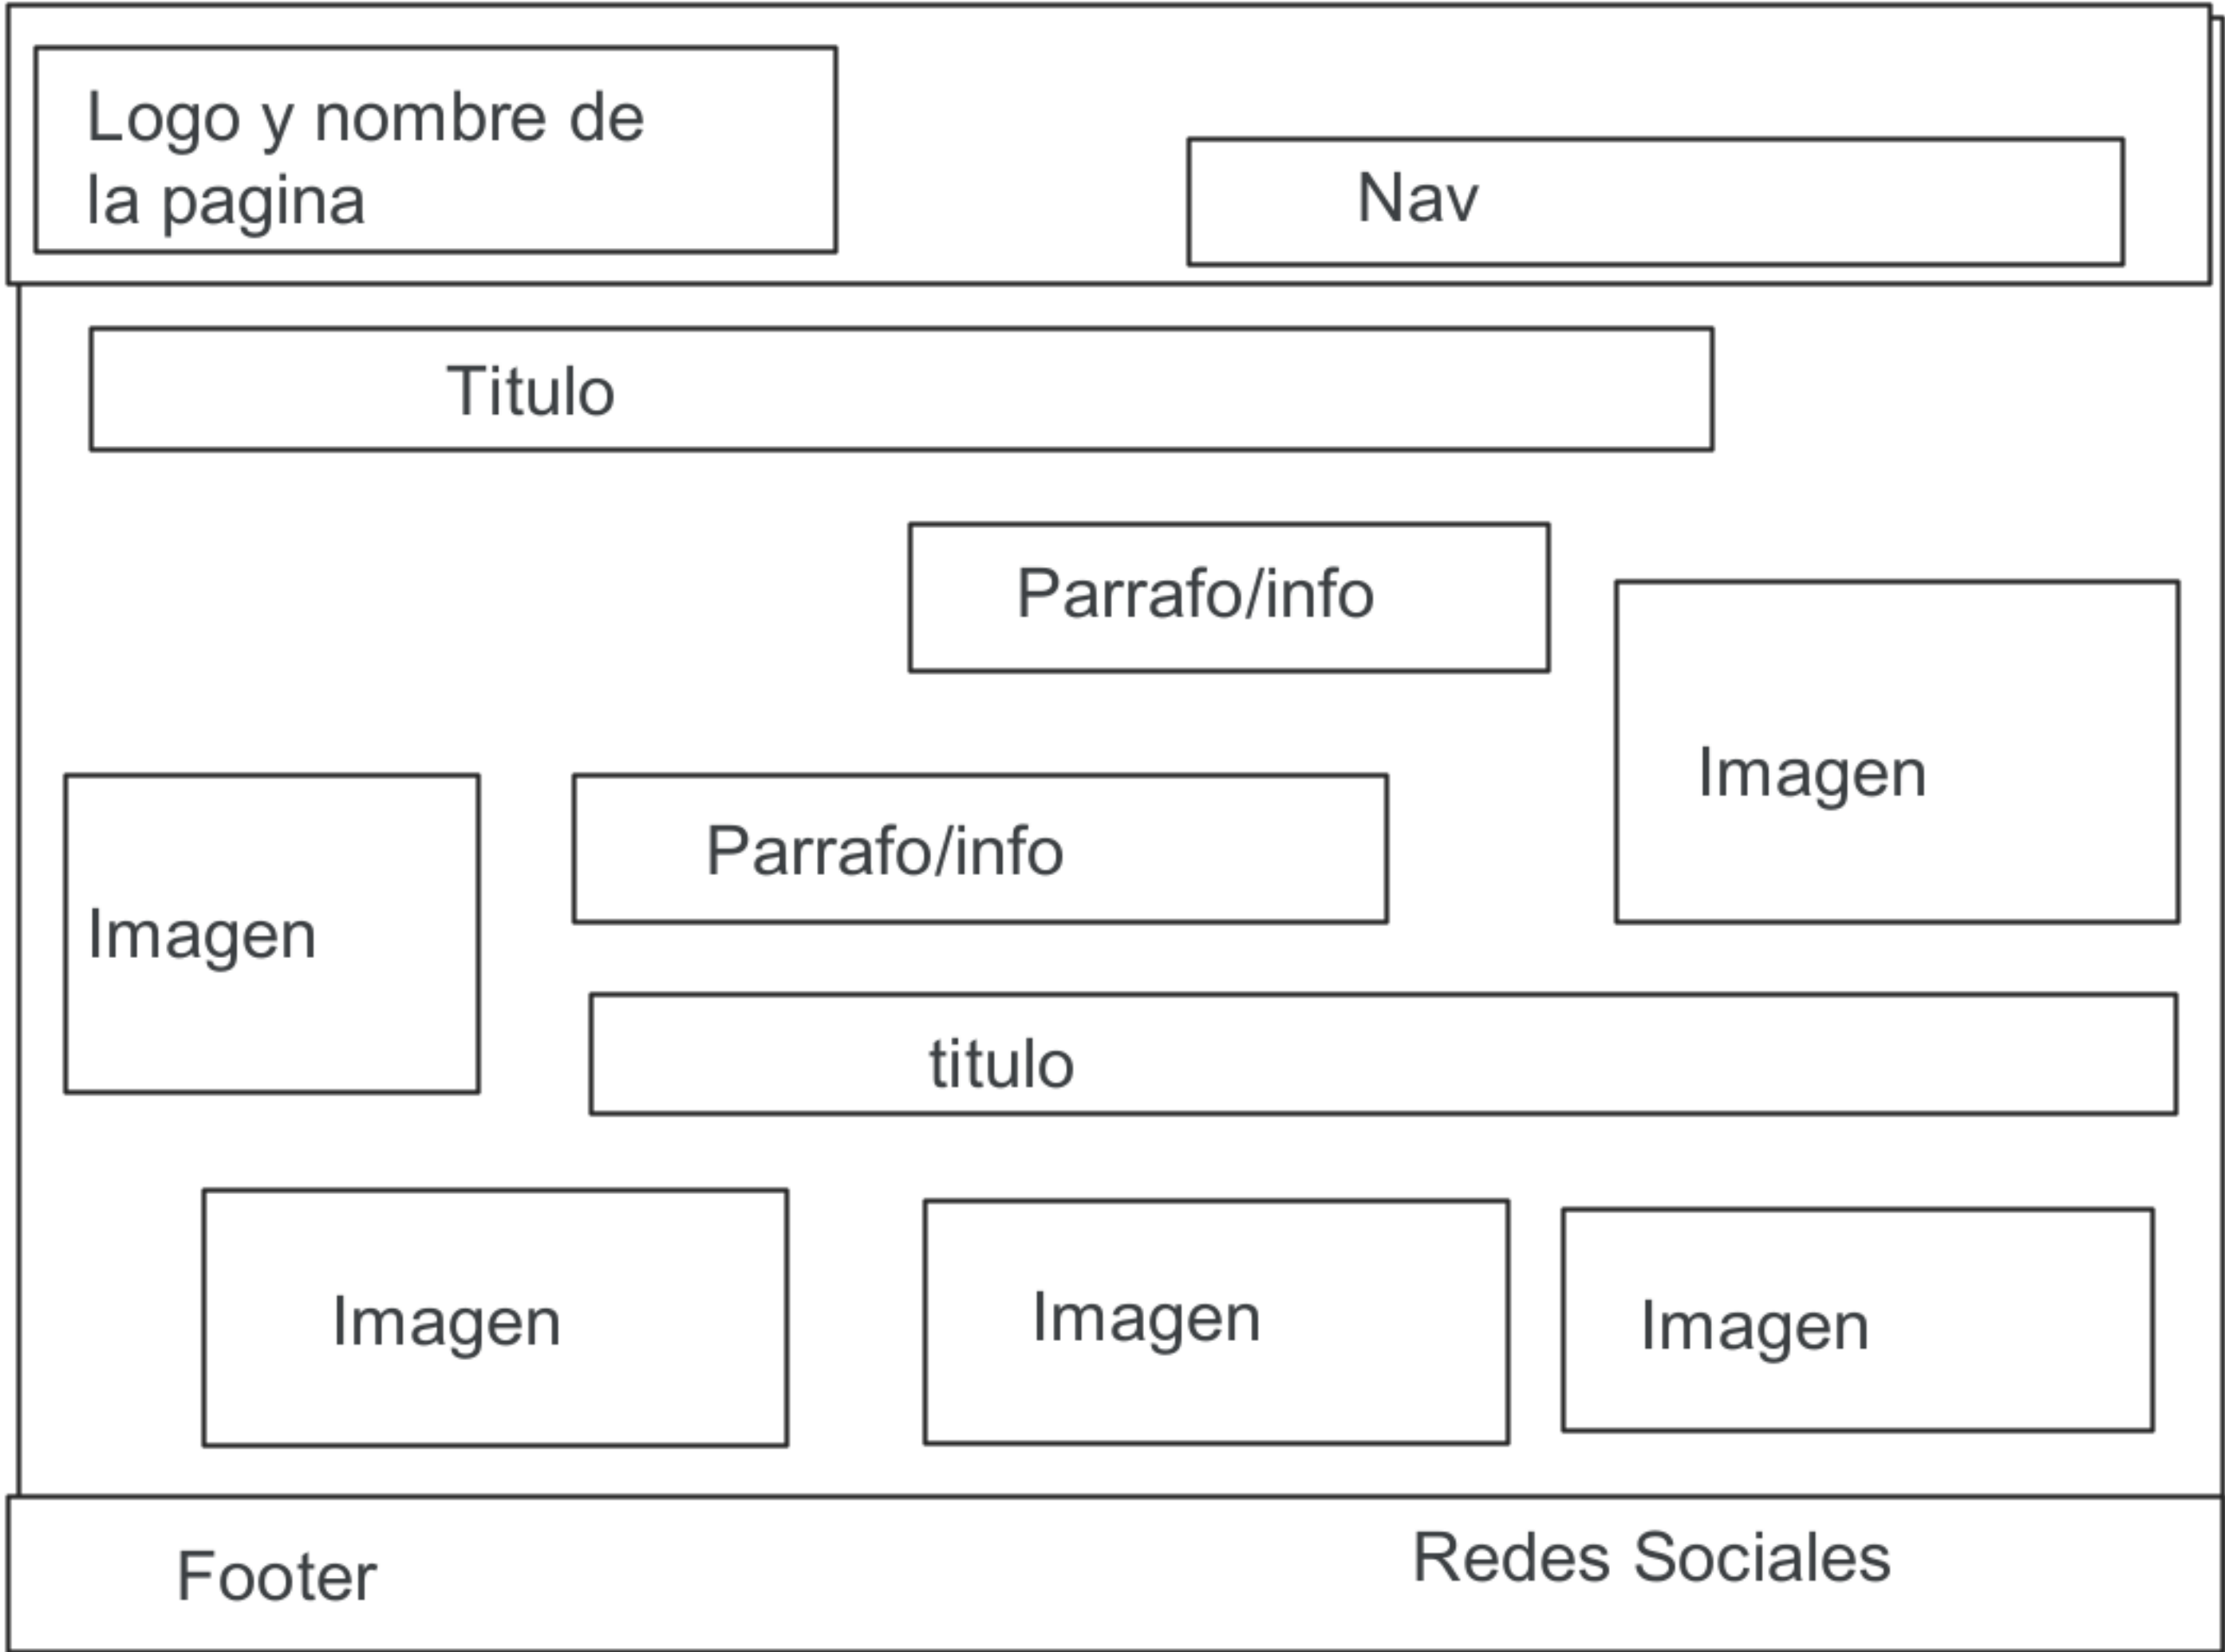 Logo y nombre de
la pagina
Nav
Titulo
Parrafo/info
Imagen
Parrafo/info
Imagen
titulo
Imagen
Imagen
Imagen
Footer
Redes Sociales